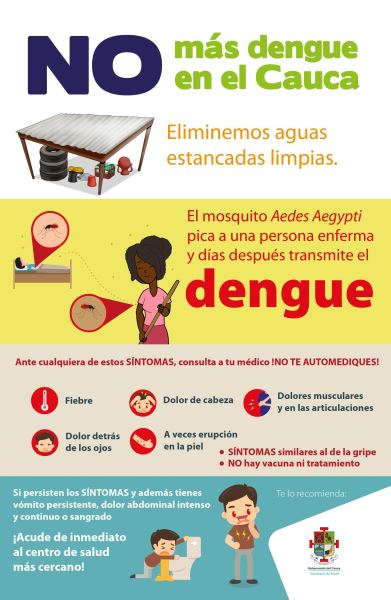 NO más dengue
en el Cauca
Eliminemos aguas
estancadas limpias.
El mosquito Aedes Aegypti
pica a una persona enferma
y días después transmite el
dengue
Ante cualquiera de estos SÍNTOMAS, consulta a tu médico !NO TE AUTOMEDIQUES!
Fiebre
Dolor de cabeza
Dolores musculares
y en las articulaciones
Dolor detrás
de los ojos
A veces erupción
en la piel
• SÍNTOMAS similares al de la gripe
• NO hay vacuna ni tratamiento
Si persisten los SÍNTOMAS y además tienes
vómito persistente, dolor abdominal intenso
y continuo o sangrado
¡Acude de inmediato
al centro de salud
más cercano!
Te lo recomienda:
Gobernación del Cauca
Secretaría de Salud